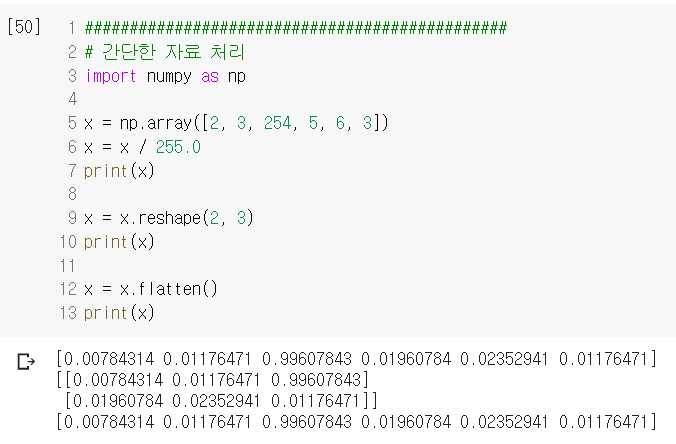 [50] 1 ###############################################
2 # 간단한 자료 처리
3 import numpy as np
4
5 x = np.array([2, 3, 254, 5, 6, 3])
6 x = x / 255.0
7 print(x)
8
9 x = x.reshape(2, 3)
10 print(x)
11
12 x = x.flatten()
13 print(x)
[0.00784314 0.01176471 0.99607843 0.01960784 0.02352941 0.01176471]
[[0.00784314 0.01176471 0.99607843]
 [0.01960784 0.02352941 0.01176471]]
[0.00784314 0.01176471 0.99607843 0.01960784 0.02352941 0.01176471]